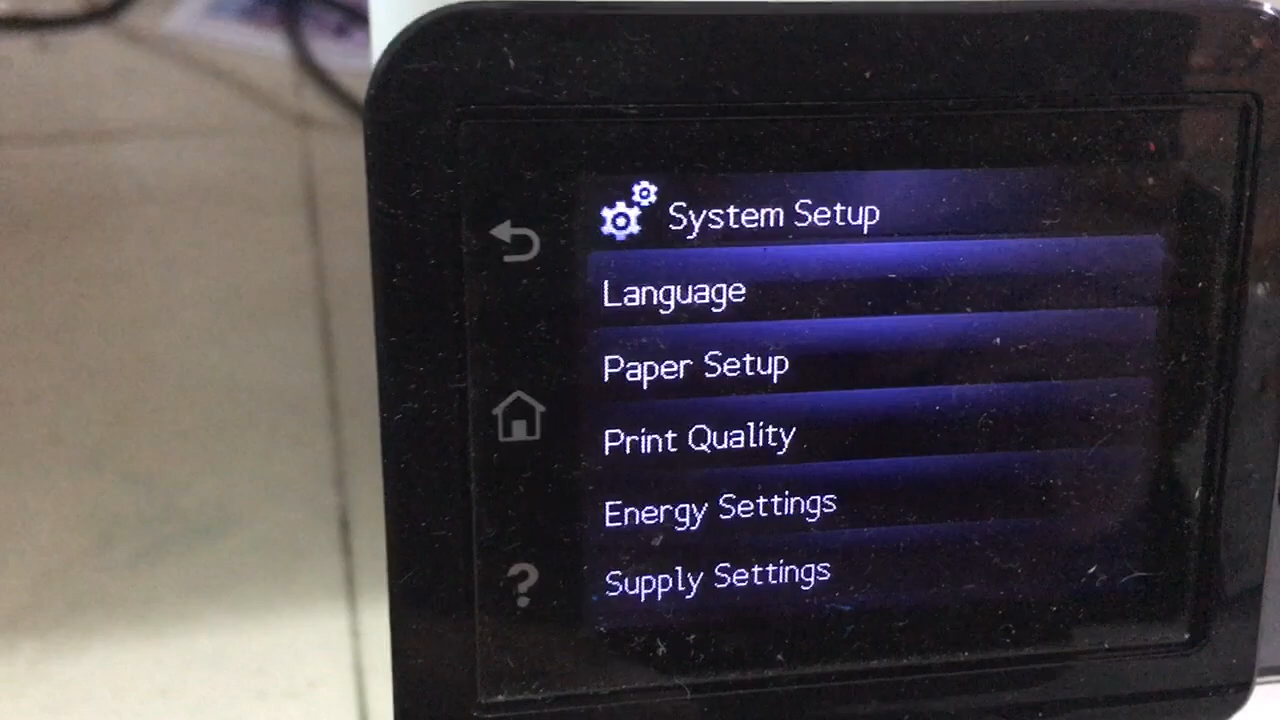 System Setup
Language
Paper Setup
Print Quality
Energy Settings
Supply Settings